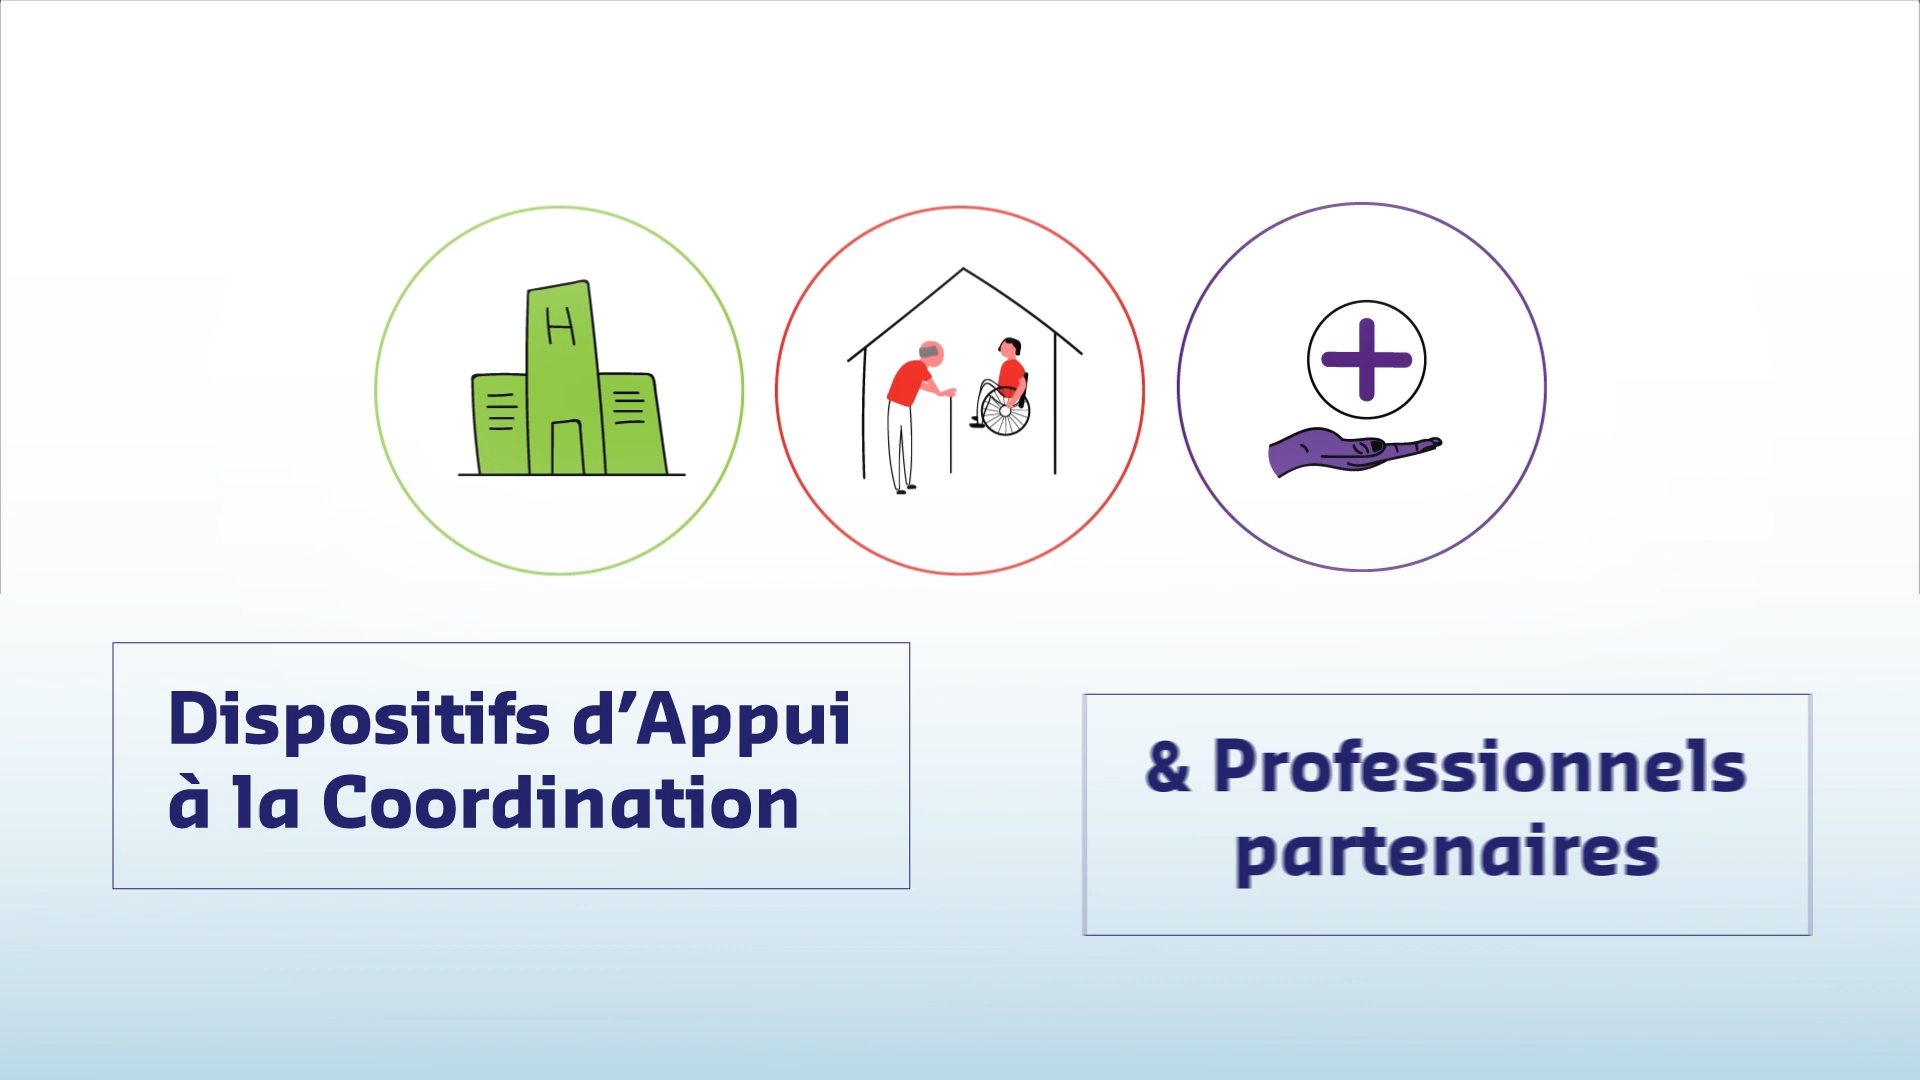 H
Dispositifs d’Appui
à la Coordination
& Professionnels
partenaires